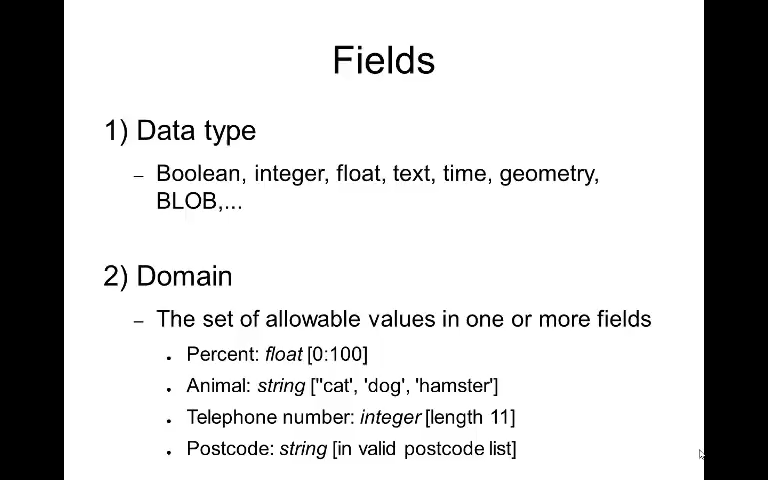 Fields
1) Data type
– Boolean, integer, float, text, time, geometry,
BLOB,...
2) Domain
– The set of allowable values in one or more fields
• Percent: float [0:100]
• Animal: string [''cat', 'dog', 'hamster']
• Telephone number: integer [length 11]
• Postcode: string [in valid postcode list]